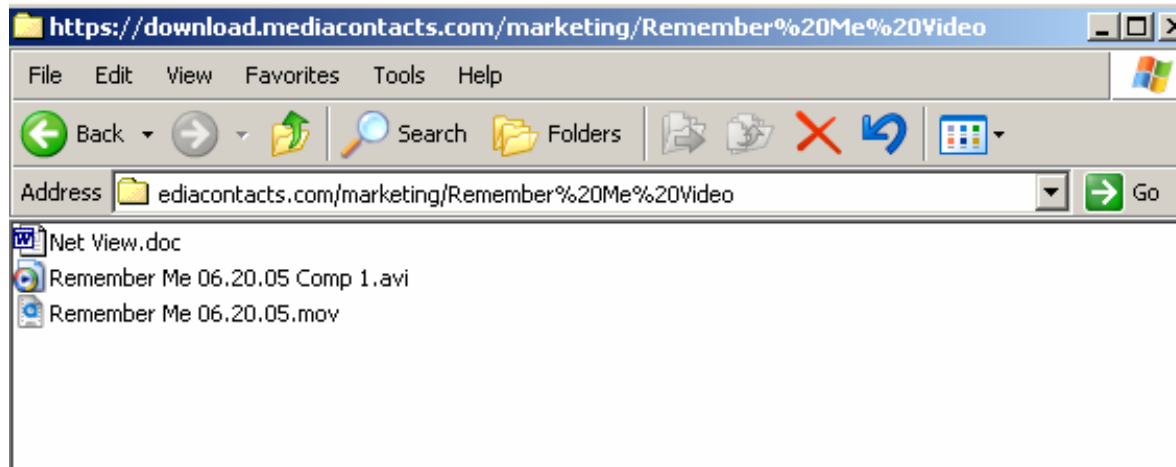 https://download.mediacontacts.com/marketing/Remember%20Me%20Video
File Edit View Favorites Tools Help
Back Search Folders
Address ediacontacts.com/marketing/Remember%20Me%20Video Go
Net View.doc
Remember Me 06.20.05 Comp 1.avi
Remember Me 06.20.05.mov